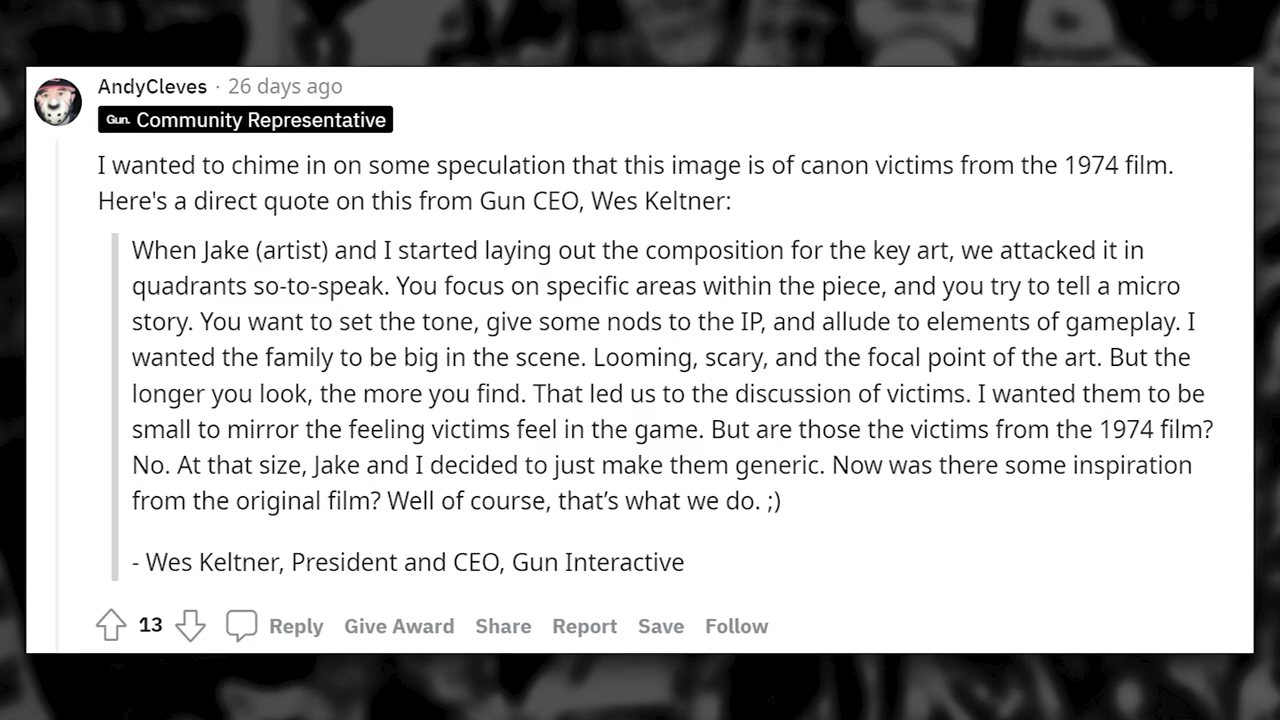 AndyCleves · 26 days ago
Gun. Community Representative
I wanted to chime in on some speculation that this image is of canon victims from the 1974 film.
Here's a direct quote on this from Gun CEO, Wes Keltner:
When Jake (artist) and I started laying out the composition for the key art, we attacked it in
quadrants so-to-speak. You focus on specific areas within the piece, and you try to tell a micro
story. You want to set the tone, give some nods to the IP, and allude to elements of gameplay. I
wanted the family to be big in the scene. Looming, scary, and the focal point of the art. But the
longer you look, the more you find. That led us to the discussion of victims. I wanted them to be
small to mirror the feeling victims feel in the game. But are those the victims from the 1974 film?
No. At that size, Jake and I decided to just make them generic. Now was there some inspiration
from the original film? Well of course, that’s what we do. ;)
- Wes Keltner, President and CEO, Gun Interactive
13 Reply Give Award Share Report Save Follow